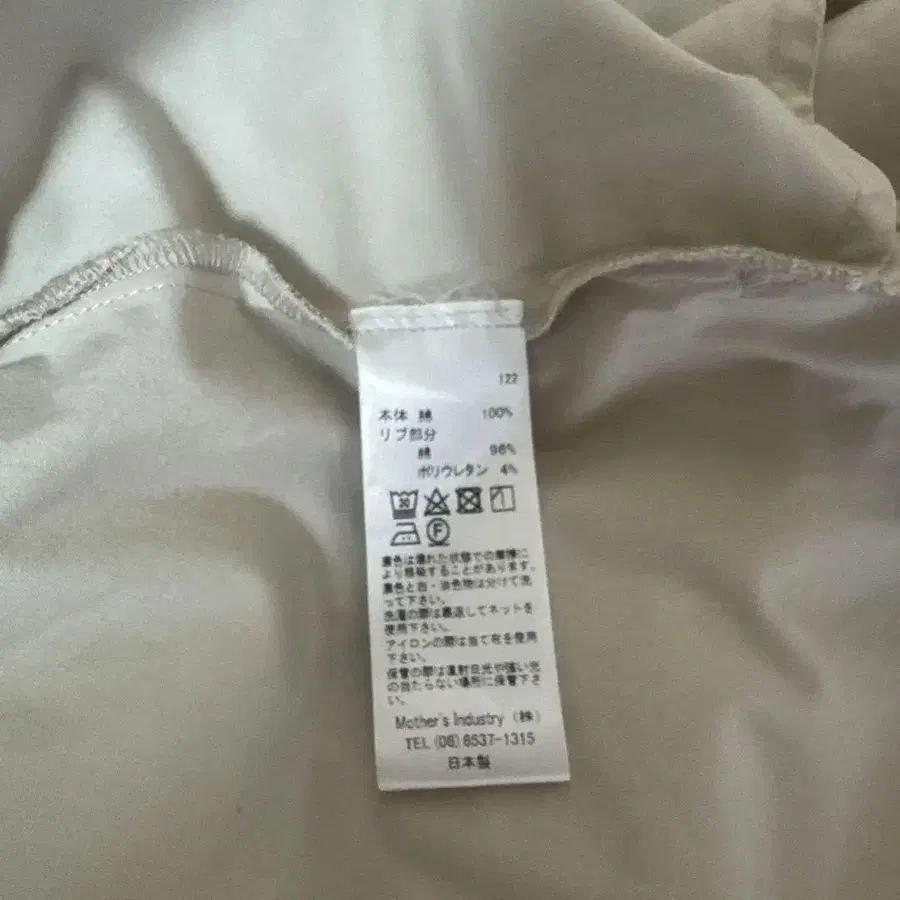 122
本体 綿 100%
リブ部分
綿 96%
ポリウレタン 4%
30
F
濃色は濡れた状態での摩擦に
より移染することがあります。
濃色と白・淡色物は分けて洗
って下さい。
洗濯の際は裏返してネットを
使用下さい。
アイロンの際は当て布を使用
下さい。
保管の際は直射日光や強い光
の当たらない場所に保管下さ
い。
Mother's Industry (株)
TEL (06) 6537-1315
日本製